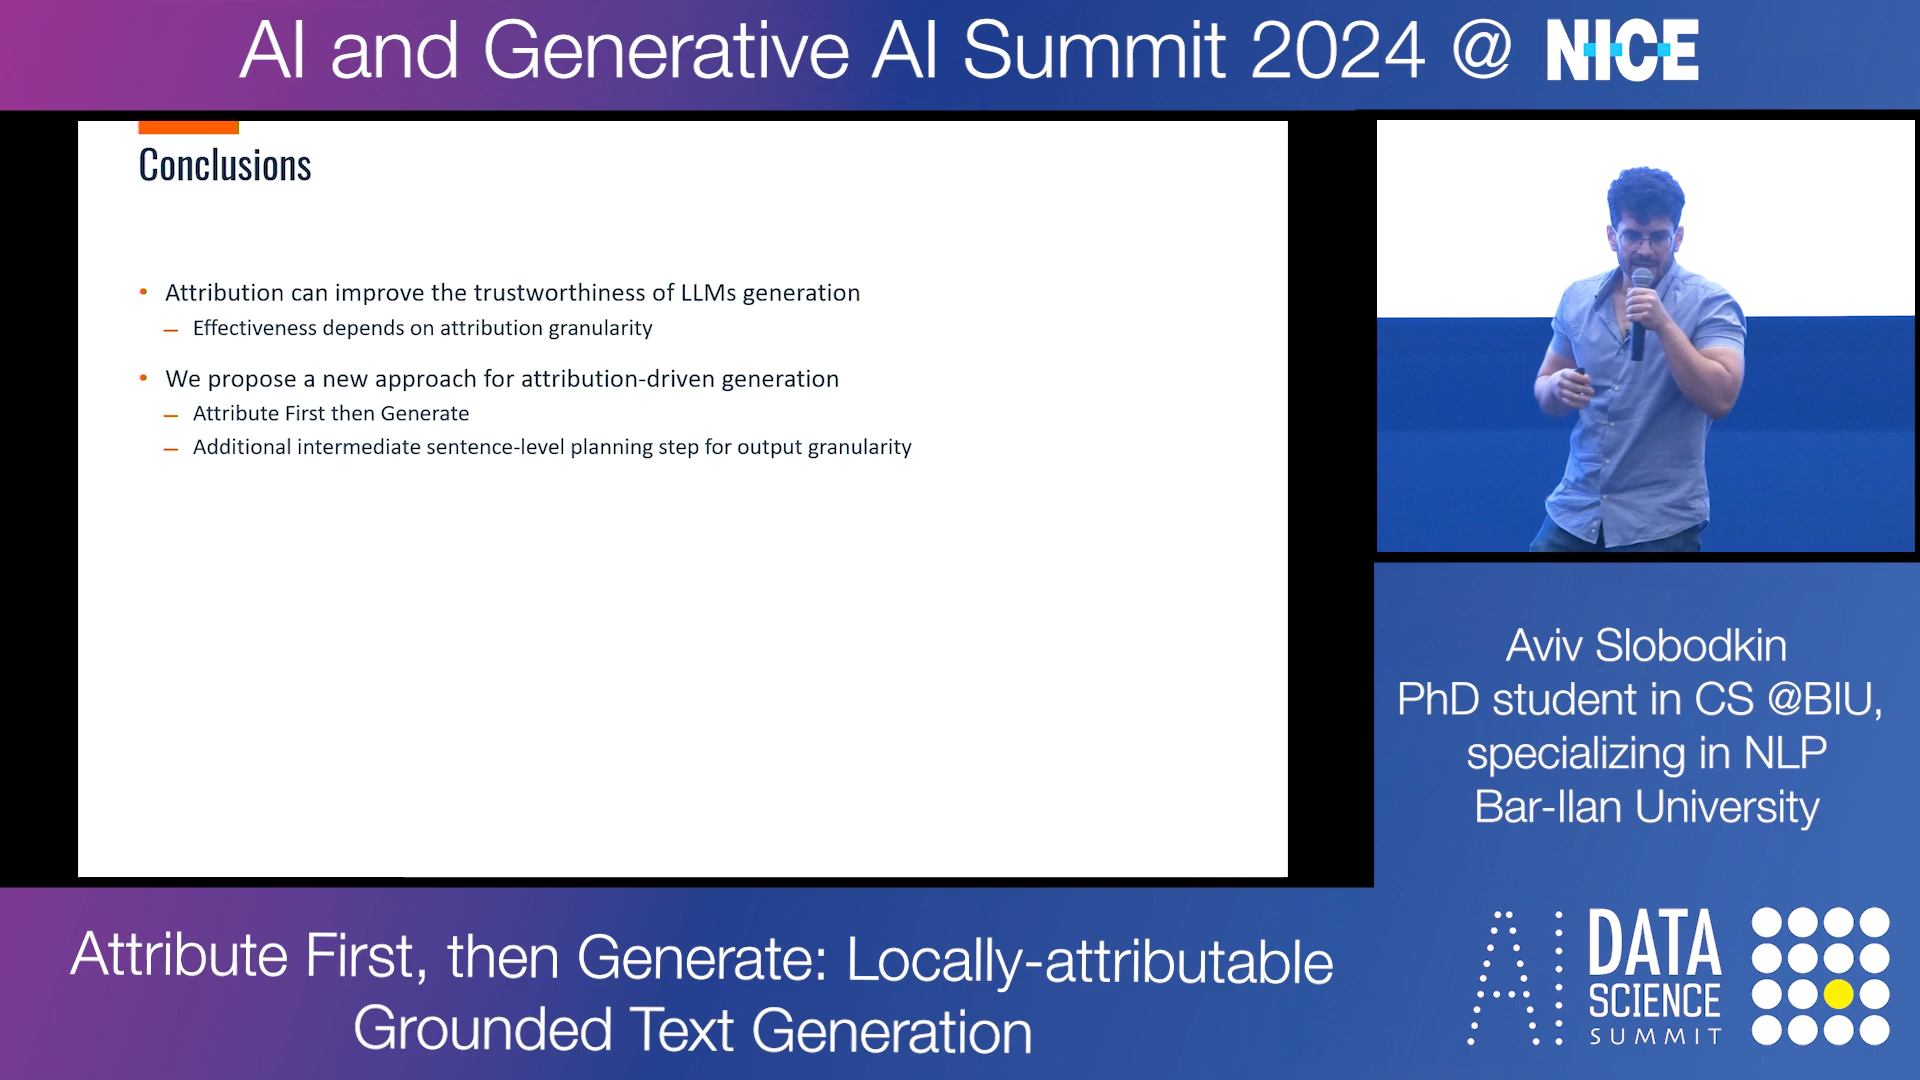 AI and Generative AI Summit 2024 @ NICE
Conclusions
• Attribution can improve the trustworthiness of LLMs generation
– Effectiveness depends on attribution granularity
• We propose a new approach for attribution-driven generation
– Attribute First then Generate
– Additional intermediate sentence-level planning step for output granularity
Aviv Slobodkin
PhD student in CS @BIU,
specializing in NLP
Bar-Ilan University
Attribute First, then Generate: Locally-attributable
Grounded Text Generation
AI DATA
SCIENCE
SUMMIT